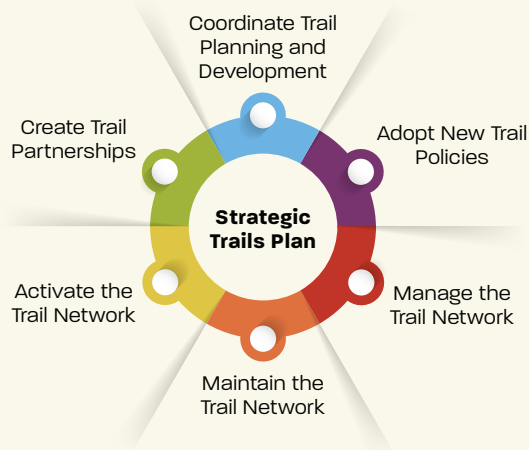 Coordinate Trail
Planning and
Development
Create Trail
Partnerships
Adopt New Trail
Policies
Strategic
Trails Plan
Activate the
Trail Network
Manage the
Trail Network
Maintain the
Trail Network